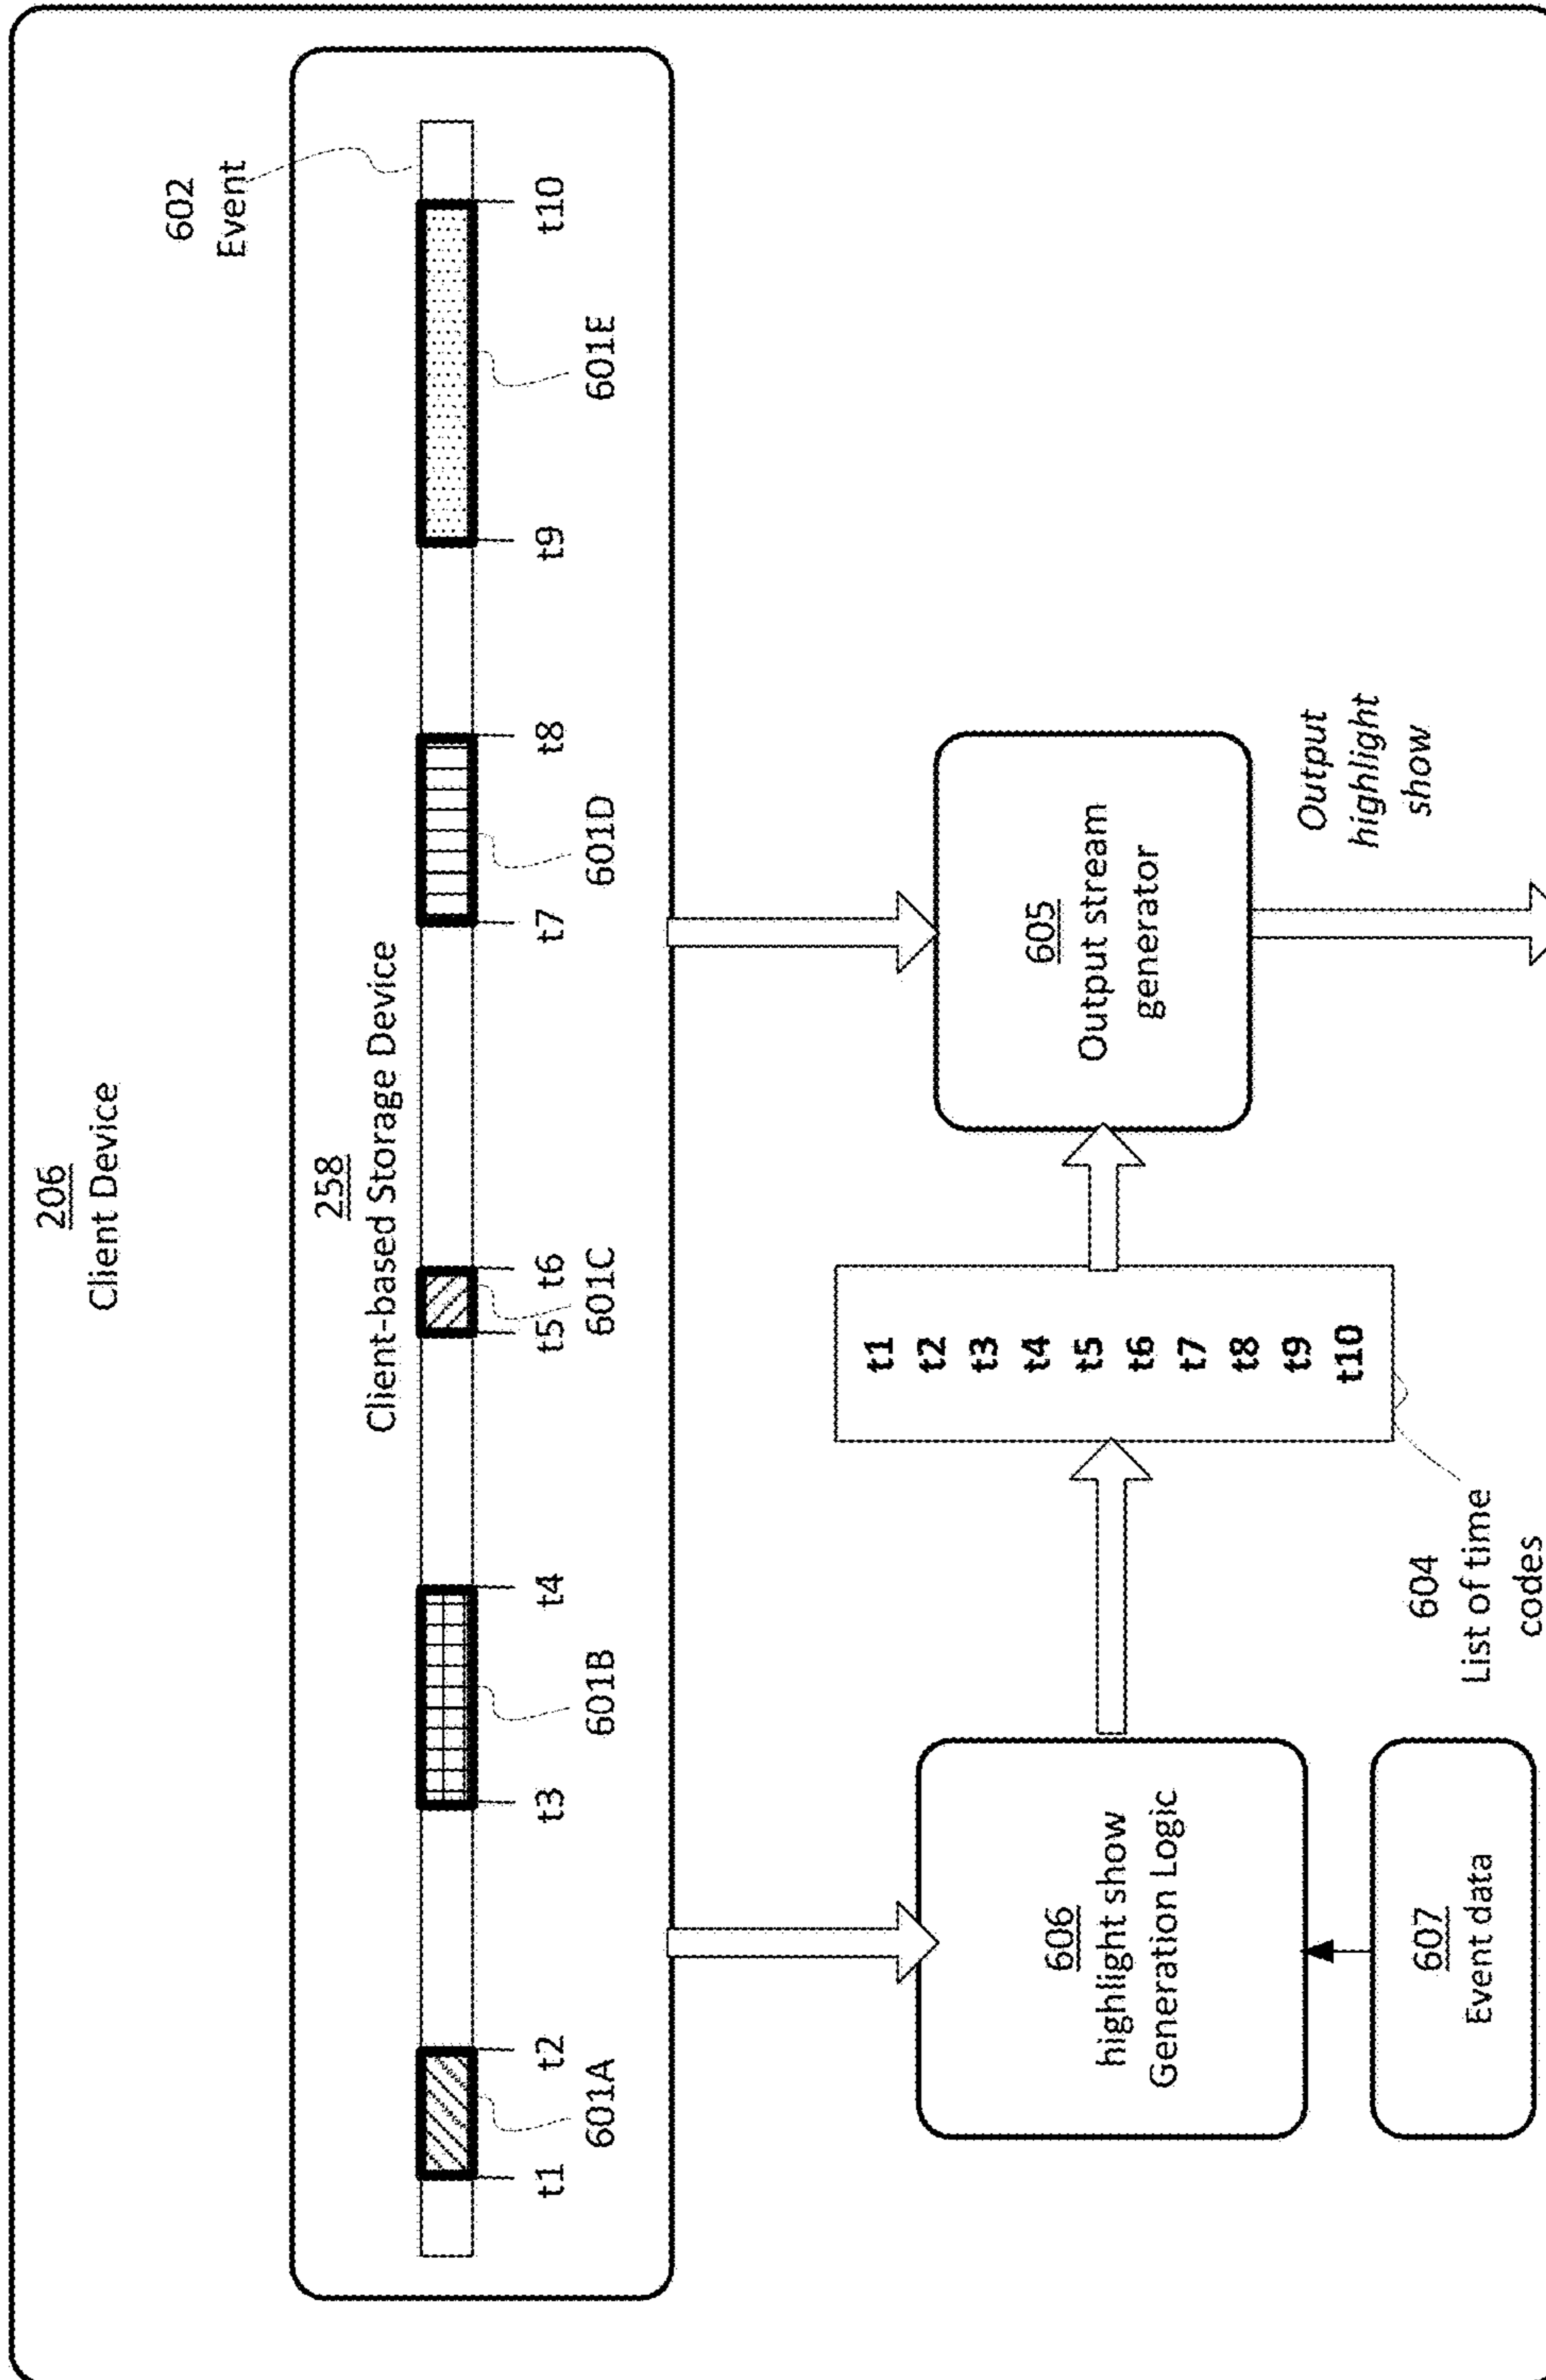 206
Client Device
602
Event
258
Client-based Storage Device
t1
t2
t3
t4
t5
t6
t7
t8
t9
t10
601A
601B
601C
601D
601E
606
highlight show
Generation Logic
607
Event data
t1
t2
t3
t4
t5
t6
t7
t8
t9
t10
604
List of time
codes
605
Output stream
generator
Output
highlight
show